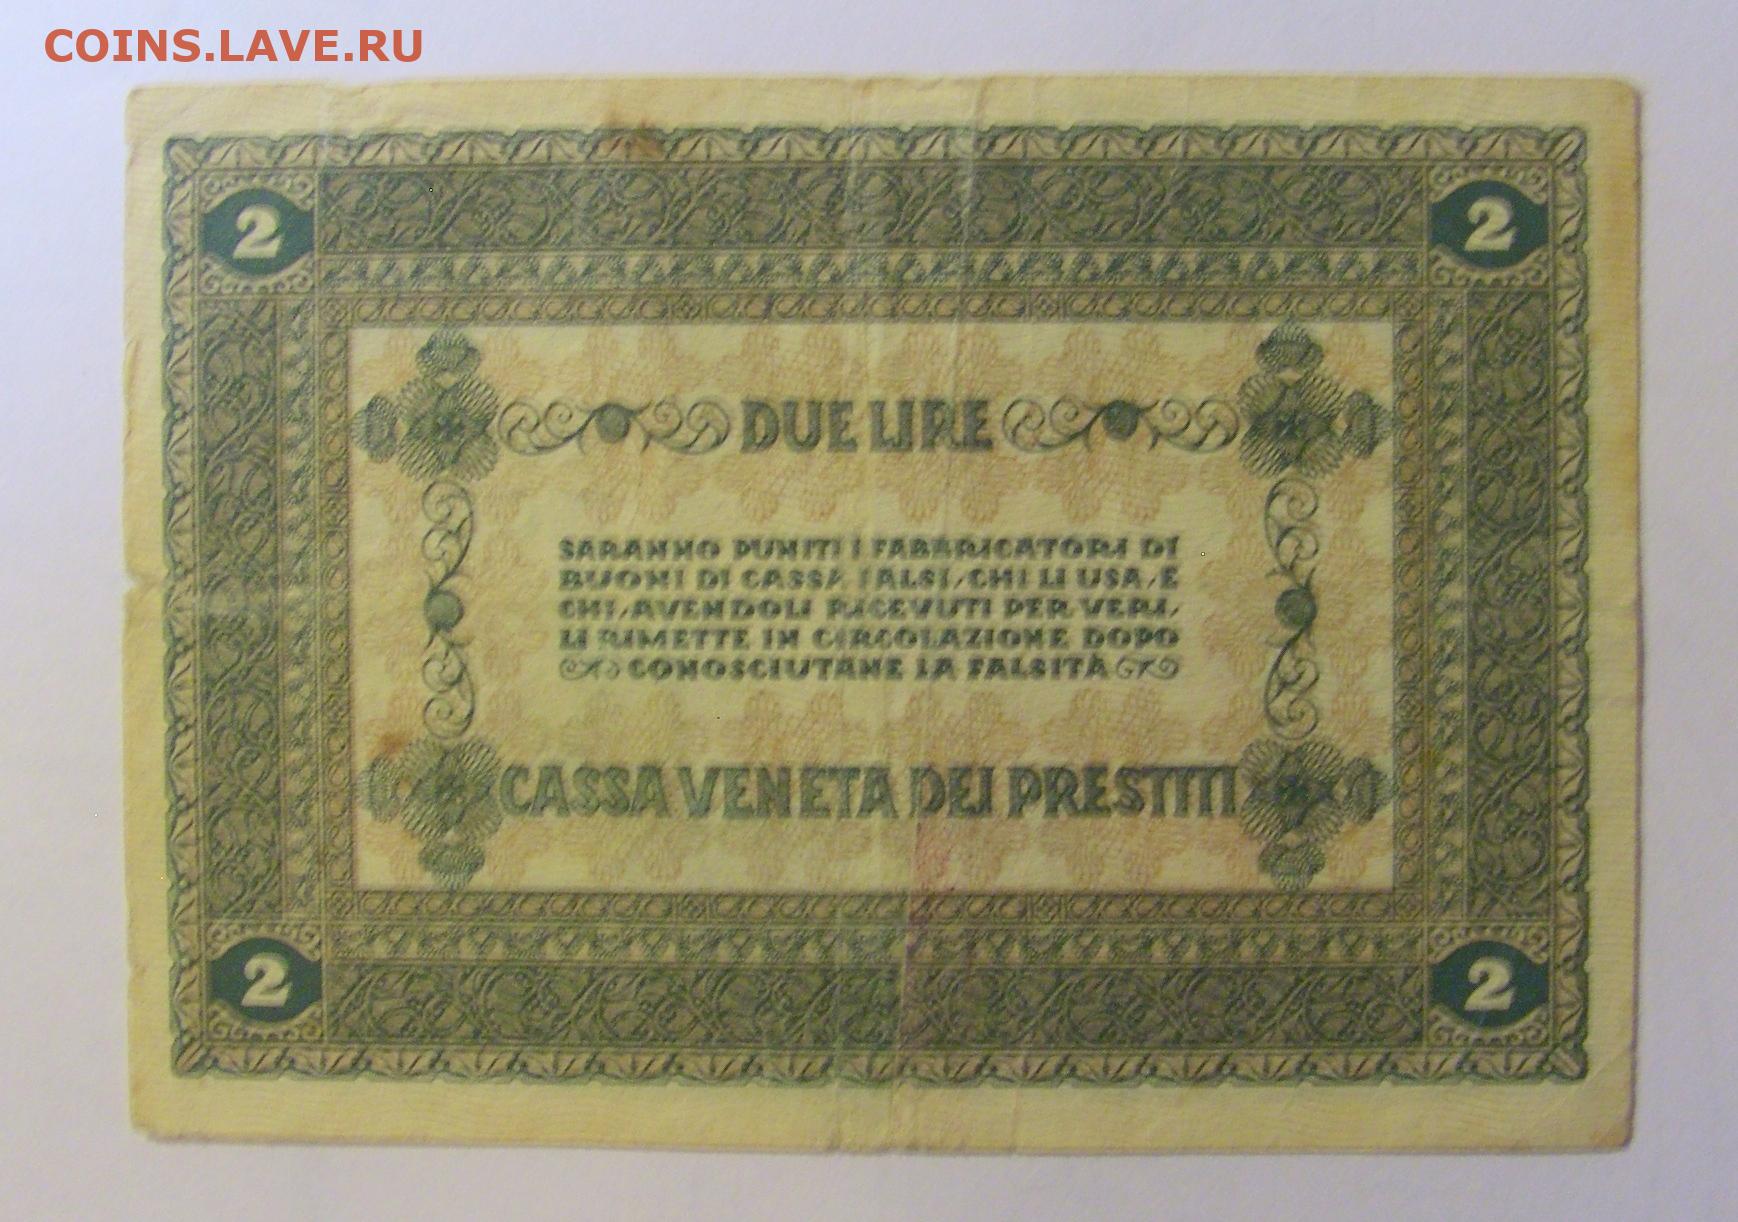 COINS.LAVE.RU
2 2
DUE LIRE
SARANNO PUNITI I FABBRICATORI DI
BUONI DI CASSA FALSI, CHI LI USA, E
CHI, AVENDOLI RICEVUTI PER VERI,
LI RIMETTE IN CIRCOLAZIONE DOPO
CONOSCIUTANE LA FALSITÀ
CASSA VENETA DEI PRESTITI
2 2